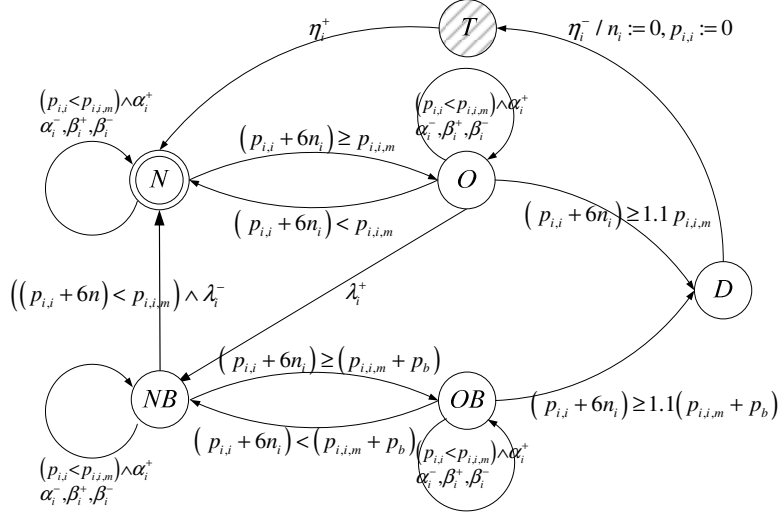 T
η_i^+
η_i^- / n_i := 0, p_{i,i} := 0
(p_{i,i} < p_{i,i,m}) ∧ α_i^+
α_i^-, β_i^+, β_i^-
(p_{i,i} < p_{i,i,m}) ∧ α_i^+
α_i^-, β_i^+, β_i^-
(p_{i,i} + 6n_i) ≥ p_{i,i,m}
N
O
(p_{i,i} + 6n_i) < p_{i,i,m}
(p_{i,i} + 6n_i) ≥ 1.1 p_{i,i,m}
((p_{i,i} + 6n) < p_{i,i,m}) ∧ λ_i^-
λ_i^+
D
(p_{i,i} + 6n_i) ≥ (p_{i,i,m} + p_b)
NB
OB
(p_{i,i} + 6n_i) ≥ 1.1(p_{i,i,m} + p_b)
(p_{i,i} + 6n_i) < (p_{i,i,m} + p_b)
(p_{i,i} < p_{i,i,m}) ∧ α_i^+
α_i^-, β_i^+, β_i^-
(p_{i,i} < p_{i,i,m}) ∧ α_i^+
α_i^-, β_i^+, β_i^-